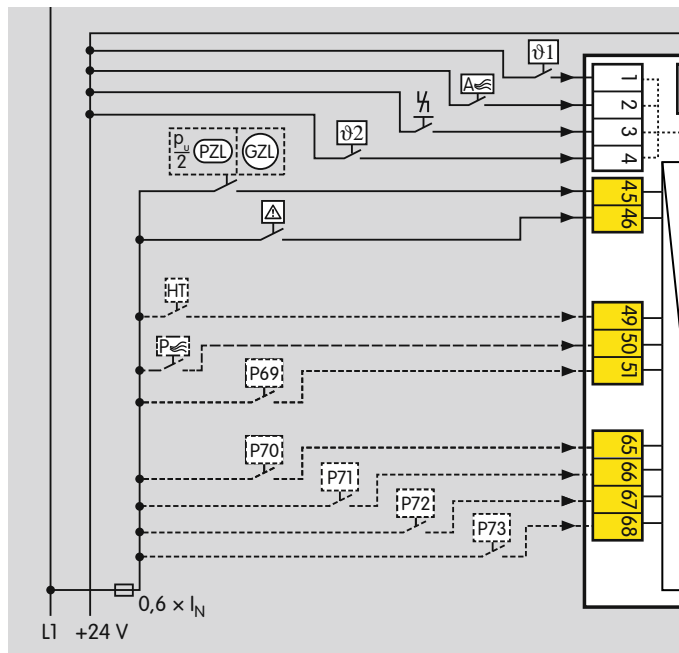 ϑ1
1
A
2
3
ϑ2
4
pu/2 PZL GZL
45
46
HT
49
P
50
51
P69
P70
65
P71
66
P72
67
P73
68
0,6 × IN
L1 +24 V